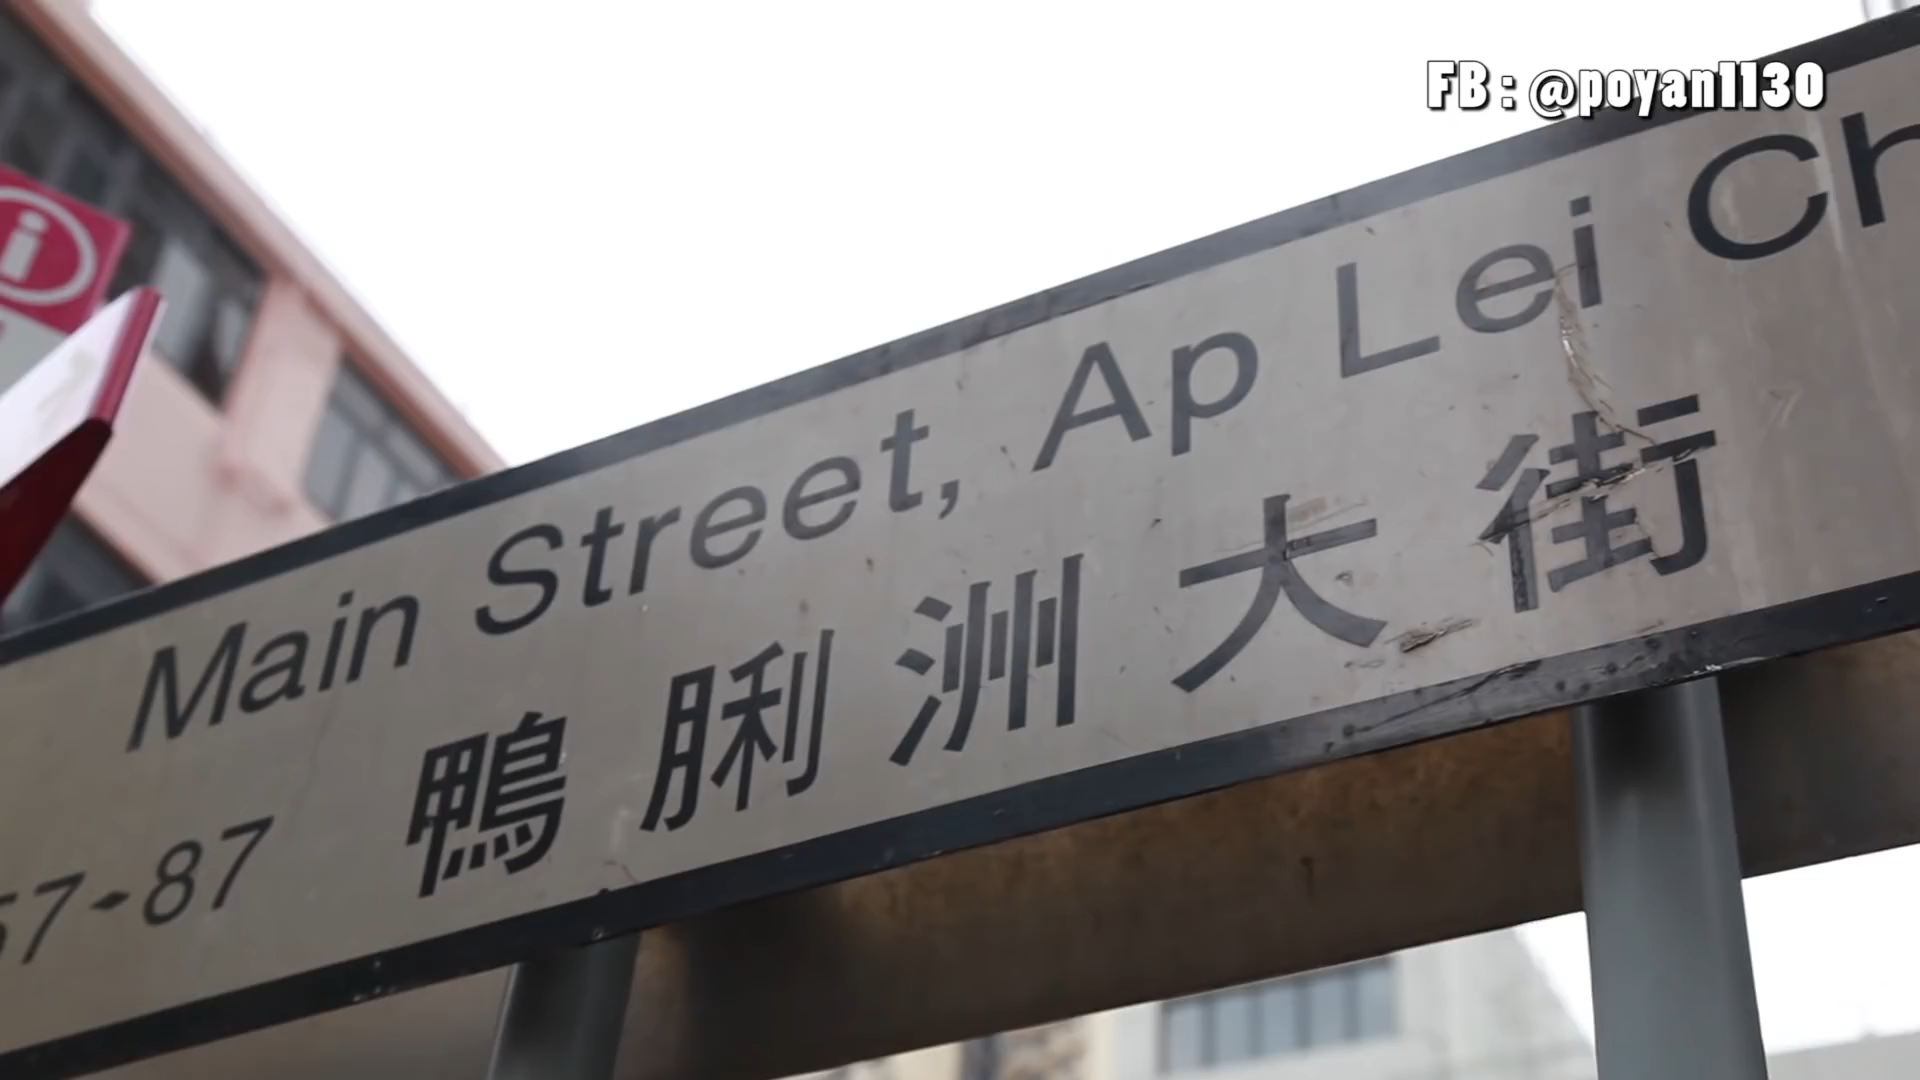 FB : @poyan1130
Main Street, Ap Lei Ch
鴨脷洲大街
57-87
i